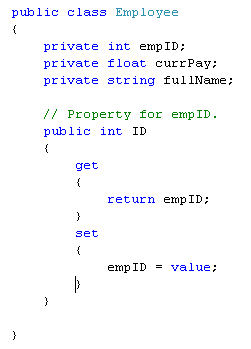 public class Employee
{
    private int empID;
    private float currPay;
    private string fullName;
    // Property for empID.
    public int ID
    {
        get
        {
            return empID;
        }
        set
        {
            empID = value;
        }
    }
}